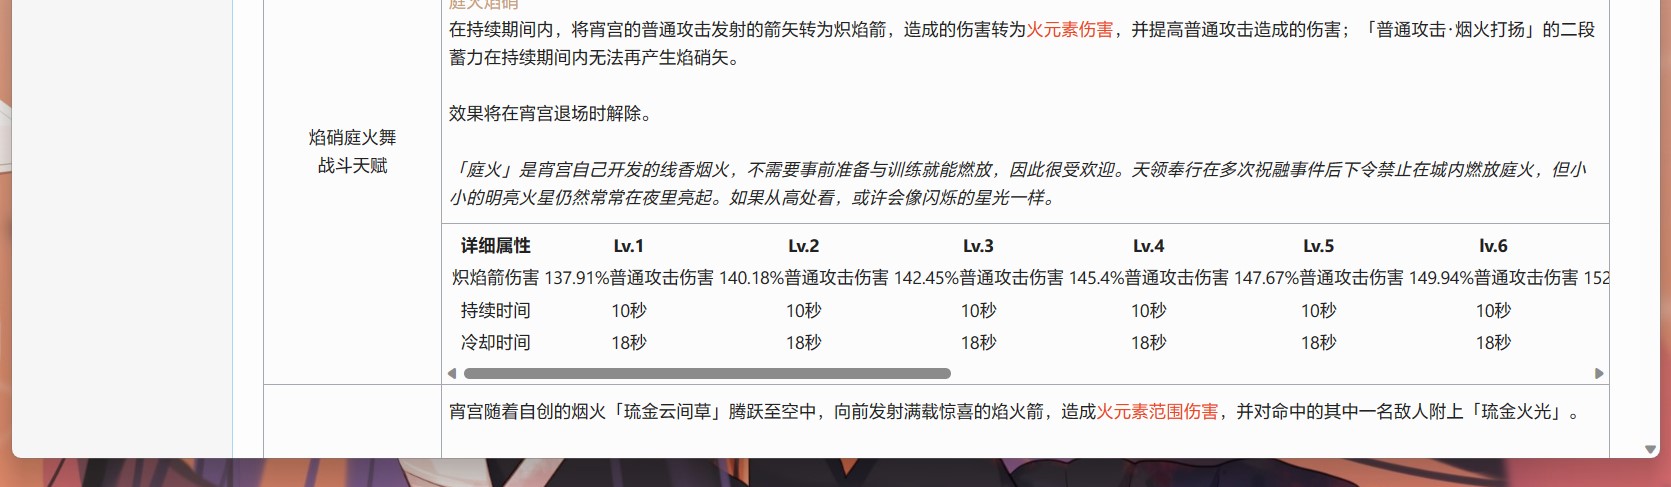 庭火焰硝
在持续期间内，将宵宫的普通攻击发射的箭矢转为炽焰箭，造成的伤害转为火元素伤害，并提高普通攻击造成的伤害；「普通攻击·烟火打扬」的二段
蓄力在持续期间内无法再产生焰硝矢。
效果将在宵宫退场时解除。
焰硝庭火舞
战斗天赋
「庭火」是宵宫自己开发的线香烟火，不需要事前准备与训练就能燃放，因此很受欢迎。天领奉行在多次祝融事件后下令禁止在城内燃放庭火，但小
小的明亮火星仍然常常在夜里亮起。如果从高处看，或许会像闪烁的星光一样。
详细属性 Lv.1 Lv.2 Lv.3 Lv.4 Lv.5 lv.6
炽焰箭伤害 137.91%普通攻击伤害 140.18%普通攻击伤害 142.45%普通攻击伤害 145.4%普通攻击伤害 147.67%普通攻击伤害 149.94%普通攻击伤害 152
持续时间 10秒 10秒 10秒 10秒 10秒 10秒
冷却时间 18秒 18秒 18秒 18秒 18秒 18秒
宵宫随着自创的烟火「琉金云间草」腾跃至空中，向前发射满载惊喜的焰火箭，造成火元素范围伤害，并对命中的其中一名敌人附上「琉金火光」。